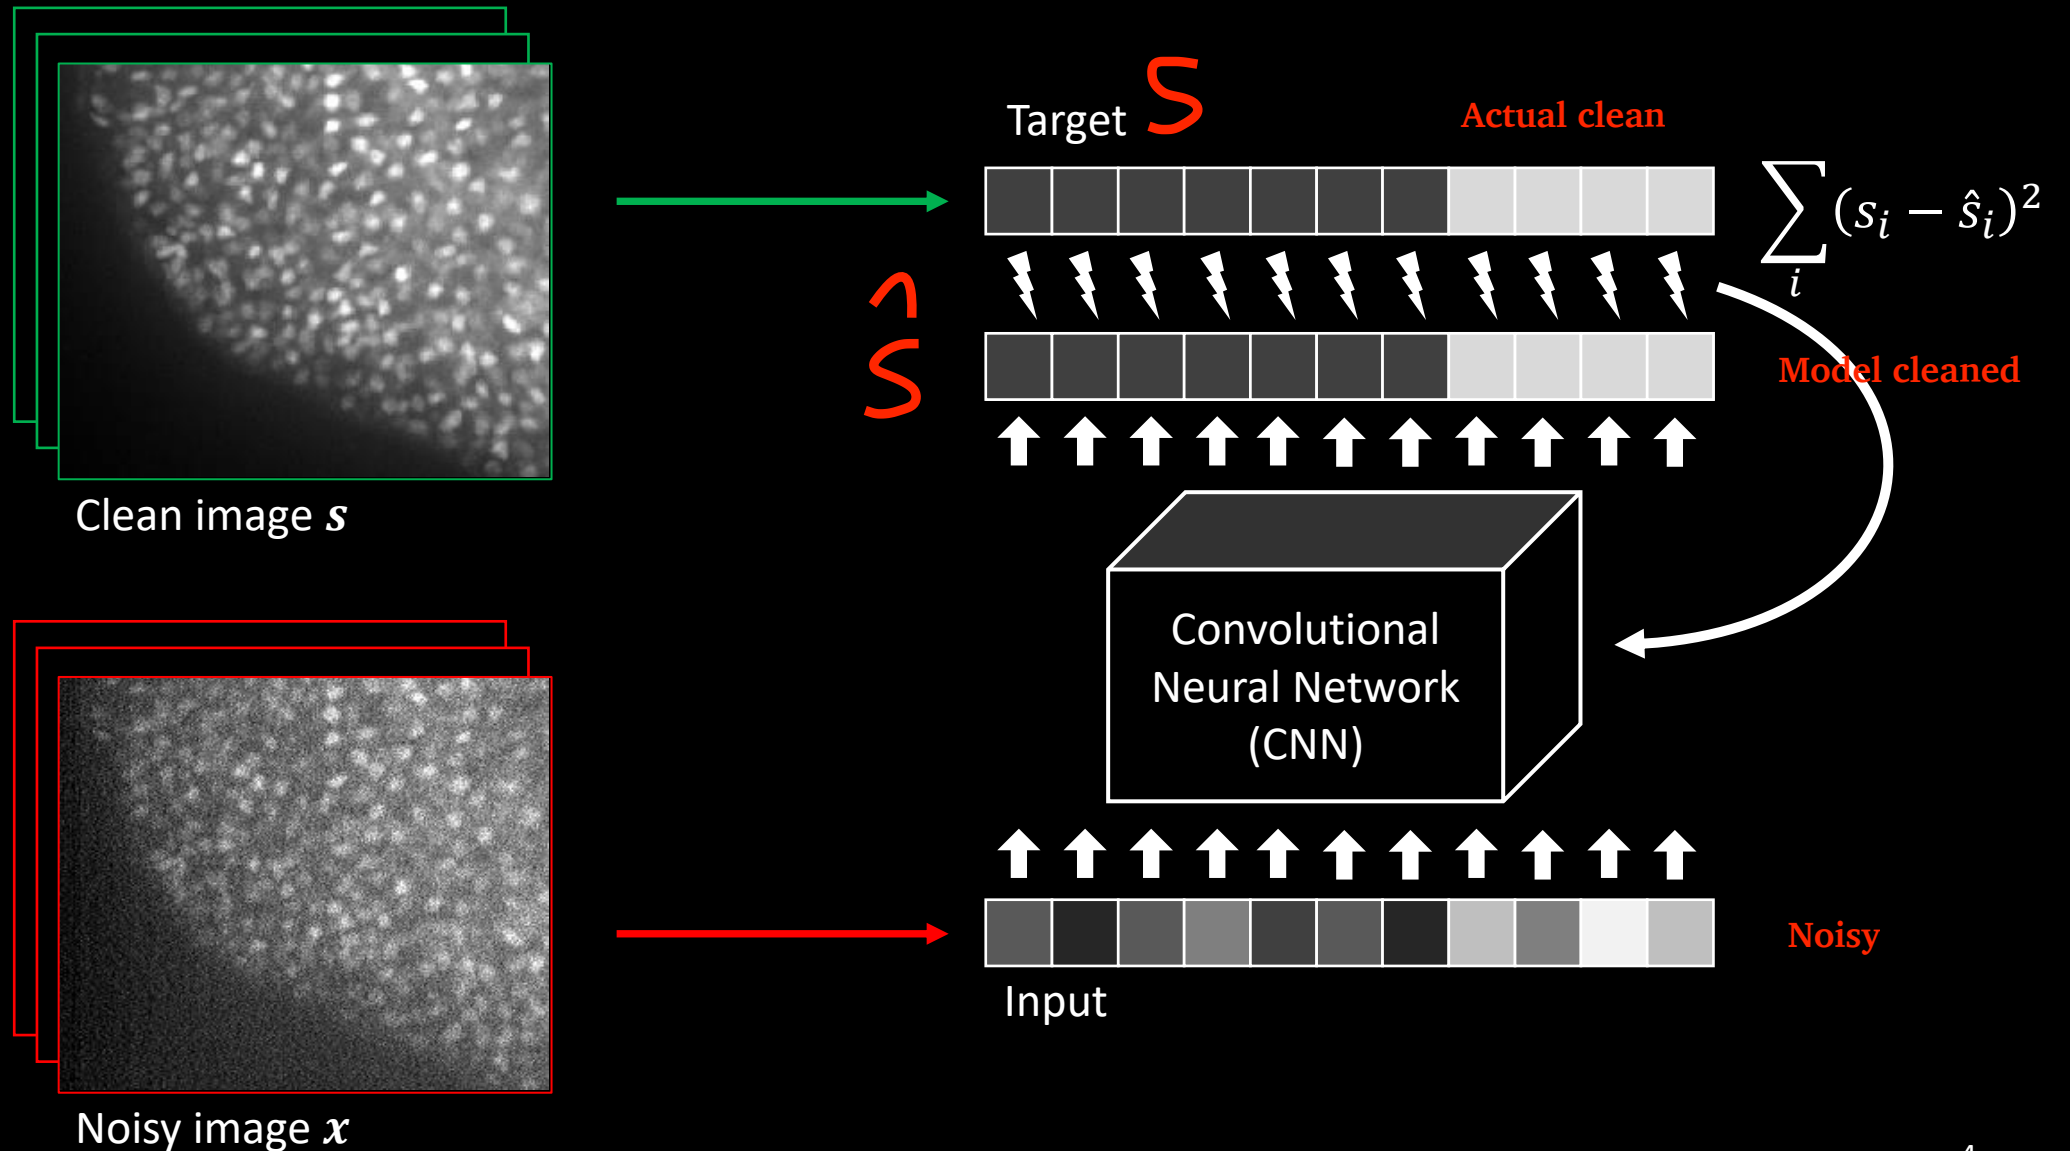 Target S
Actual clean
∑i (si − ŝi)²
ŝ
Model cleaned
Clean image s
Convolutional
Neural Network
(CNN)
Noisy
Input
Noisy image x